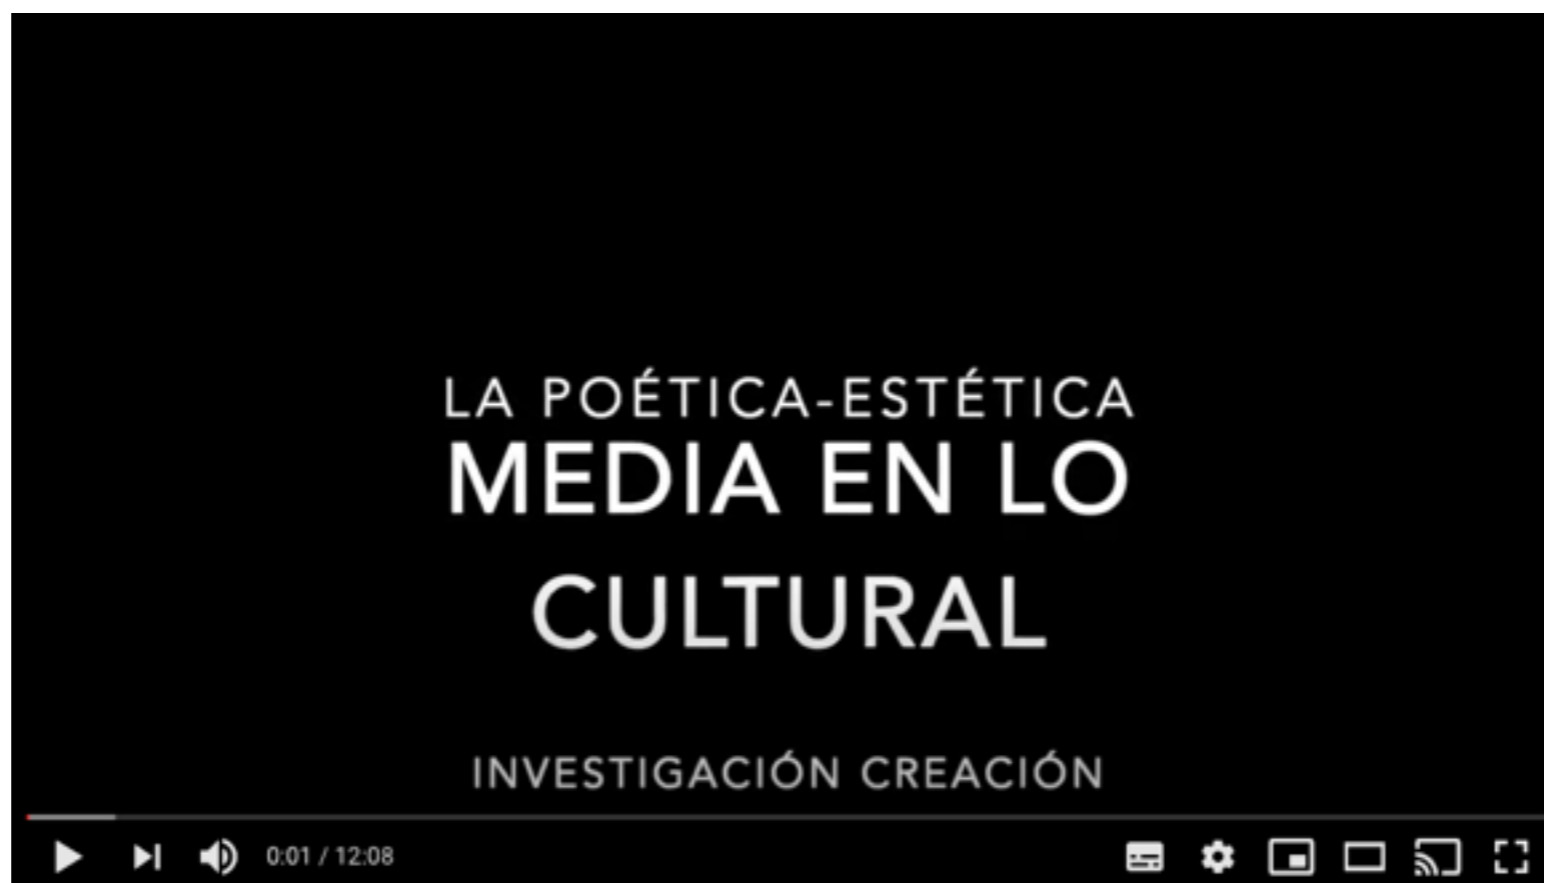 LA POÉTICA-ESTÉTICA
MEDIA EN LO
CULTURAL
INVESTIGACIÓN CREACIÓN
0:01 / 12:08